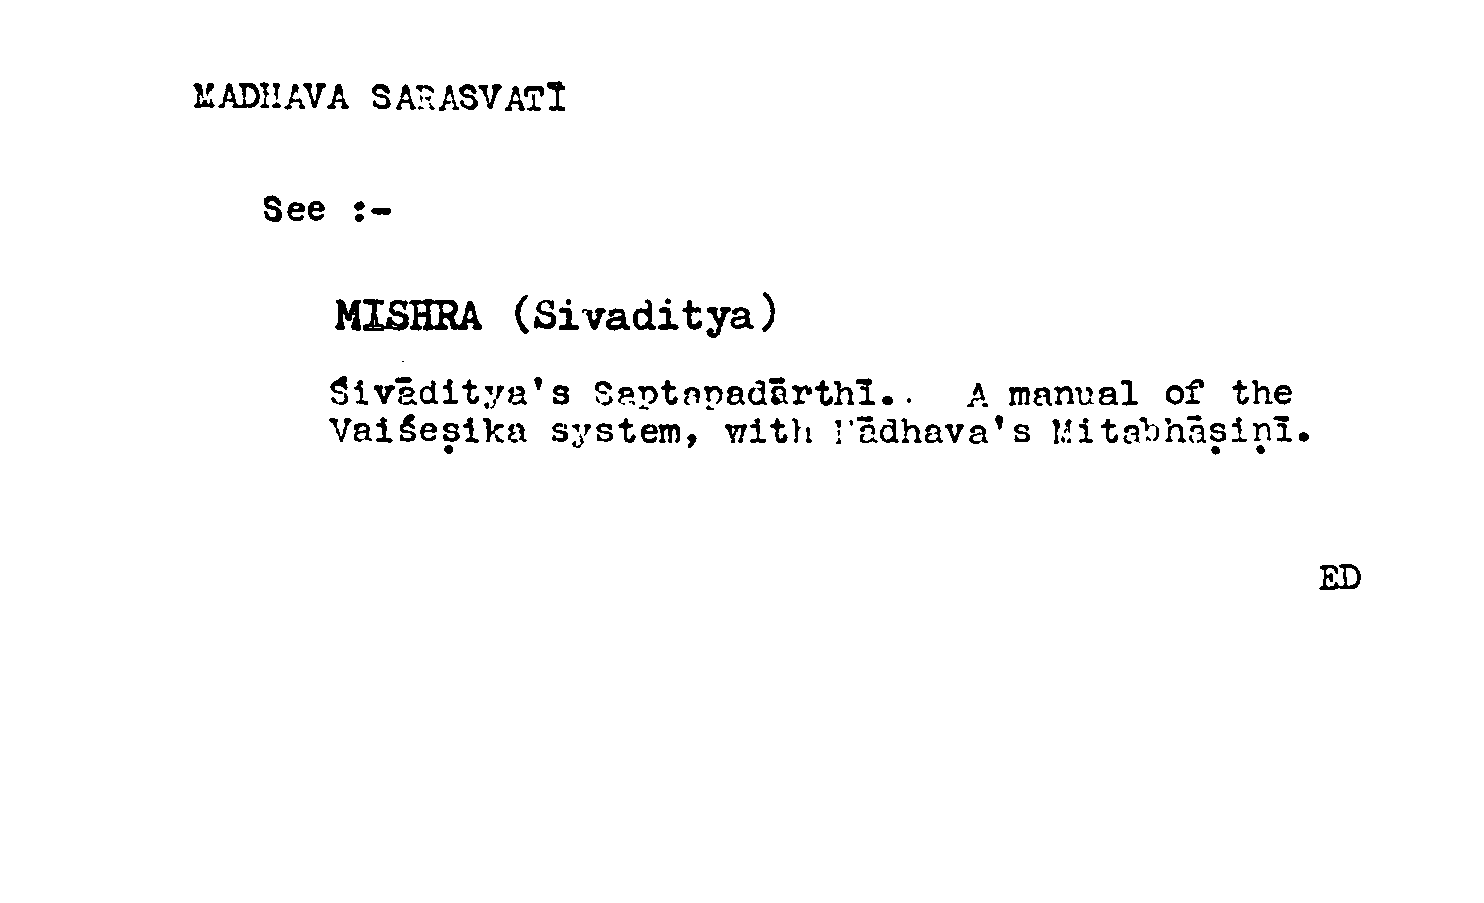 MADHAVA SARASVATĪ
See :-
MISHRA (Sivaditya)
Śivāditya's Saptapadārthī.. A manual of the
Vaiśeṣika system, with Mādhava's Mitabhāṣiṇī.
ED